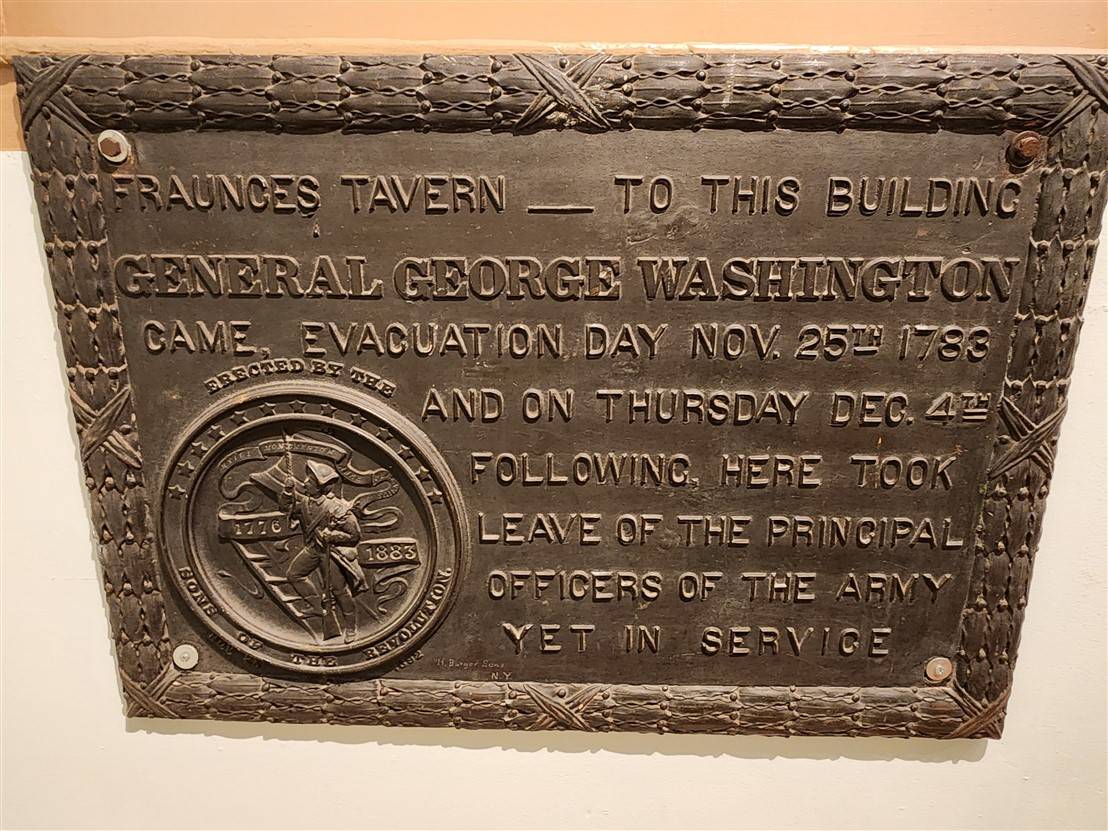 FRAUNCES TAVERN — TO THIS BUILDING
GENERAL GEORGE WASHINGTON
CAME, EVACUATION DAY NOV. 25TH 1783
AND ON THURSDAY DEC. 4TH
FOLLOWING, HERE TOOK
LEAVE OF THE PRINCIPAL
OFFICERS OF THE ARMY
YET IN SERVICE
ERECTED BY THE
1776
1883
SONS OF THE REVOLUTION.
N.Y.